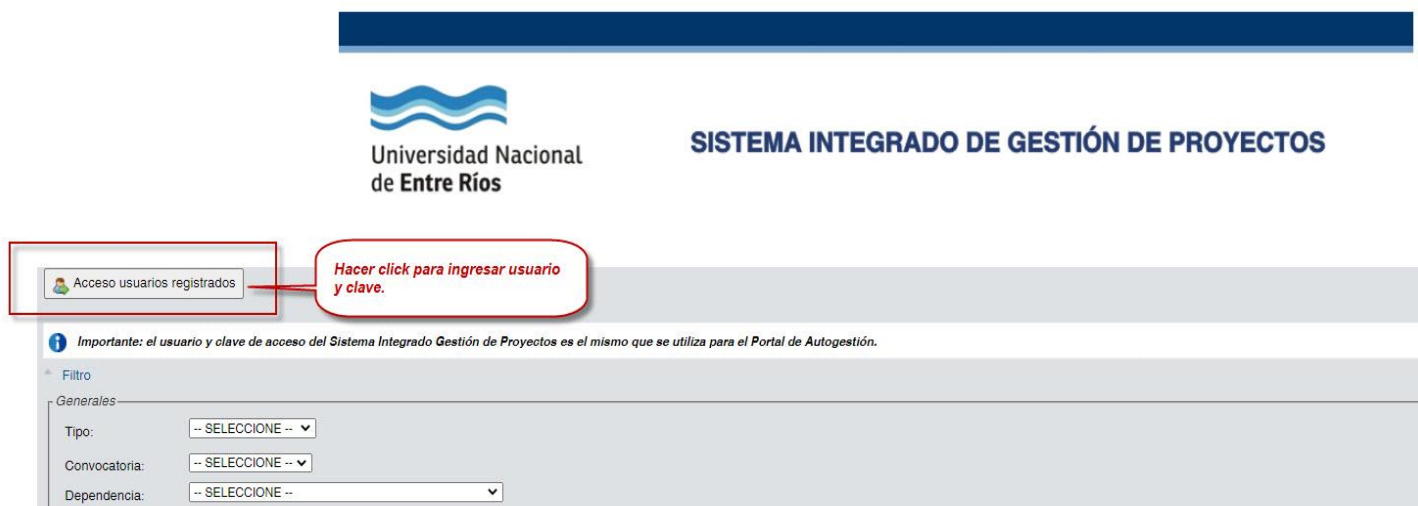 Universidad Nacional
de Entre Ríos
SISTEMA INTEGRADO DE GESTIÓN DE PROYECTOS
Acceso usuarios registrados
Hacer click para ingresar usuario
y clave.
Importante: el usuario y clave de acceso del Sistema Integrado Gestión de Proyectos es el mismo que se utiliza para el Portal de Autogestión.
Filtro
Generales
Tipo: -- SELECCIONE --
Convocatoria: -- SELECCIONE --
Dependencia: -- SELECCIONE --